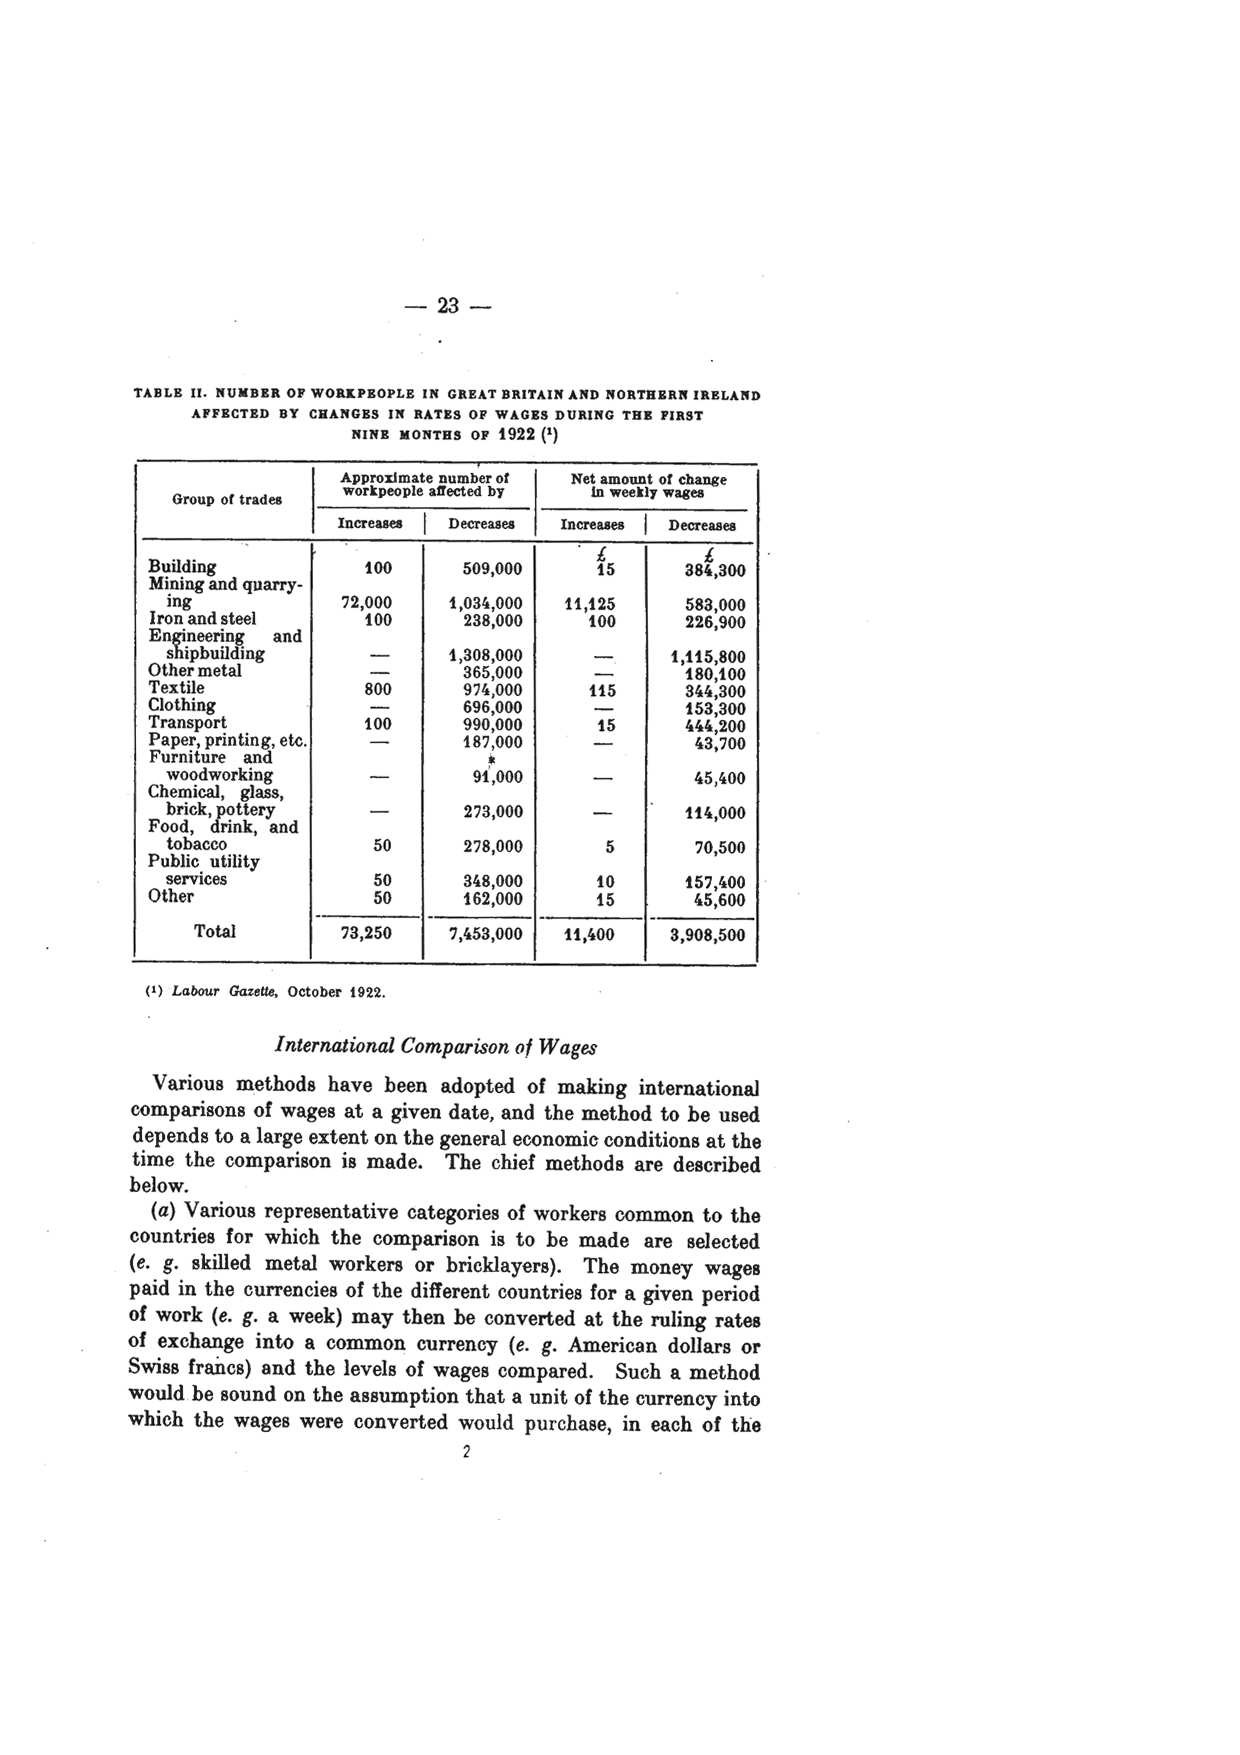 — 23 —
TABLE II. NUMBER OF WORKPEOPLE IN GREAT BRITAIN AND NORTHERN IRELAND
AFFECTED BY CHANGES IN RATES OF WAGES DURING THE FIRST
NINE MONTHS OF 1922 (¹)
Group of trades
Approximate number of
workpeople affected by
Net amount of change
in weekly wages
Increases Decreases Increases Decreases
£ £
Building 100 509,000 15 384,300
Mining and quarry-
ing 72,000 1,034,000 11,125 583,000
Iron and steel 100 238,000 100 226,900
Engineering and
shipbuilding — 1,308,000 — 1,115,800
Other metal — 365,000 — 180,100
Textile 800 974,000 115 344,300
Clothing — 696,000 — 153,300
Transport 100 990,000 15 444,200
Paper, printing, etc. — 187,000 — 43,700
Furniture and
woodworking — 91,000 — 45,400
Chemical, glass,
brick, pottery — 273,000 — 114,000
Food, drink, and
tobacco 50 278,000 5 70,500
Public utility
services 50 348,000 10 157,400
Other 50 162,000 15 45,600
Total 73,250 7,453,000 11,400 3,908,500
(¹) Labour Gazette, October 1922.
International Comparison of Wages
Various methods have been adopted of making international
comparisons of wages at a given date, and the method to be used
depends to a large extent on the general economic conditions at the
time the comparison is made. The chief methods are described
below.
(a) Various representative categories of workers common to the
countries for which the comparison is to be made are selected
(e. g. skilled metal workers or bricklayers). The money wages
paid in the currencies of the different countries for a given period
of work (e. g. a week) may then be converted at the ruling rates
of exchange into a common currency (e. g. American dollars or
Swiss francs) and the levels of wages compared. Such a method
would be sound on the assumption that a unit of the currency into
which the wages were converted would purchase, in each of the
2